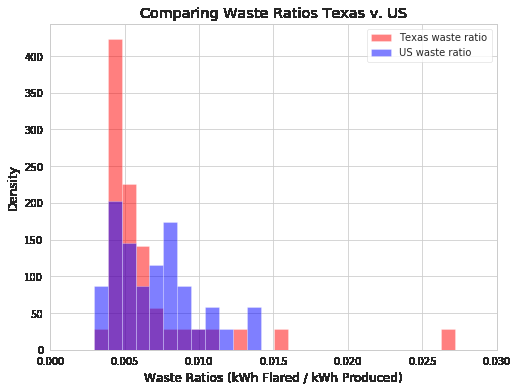 Comparing Waste Ratios Texas v. US
Texas waste ratio
US waste ratio
400
350
300
250
200
150
100
50
0
Density
0.000 0.005 0.010 0.015 0.020 0.025 0.030
Waste Ratios (kWh Flared / kWh Produced)